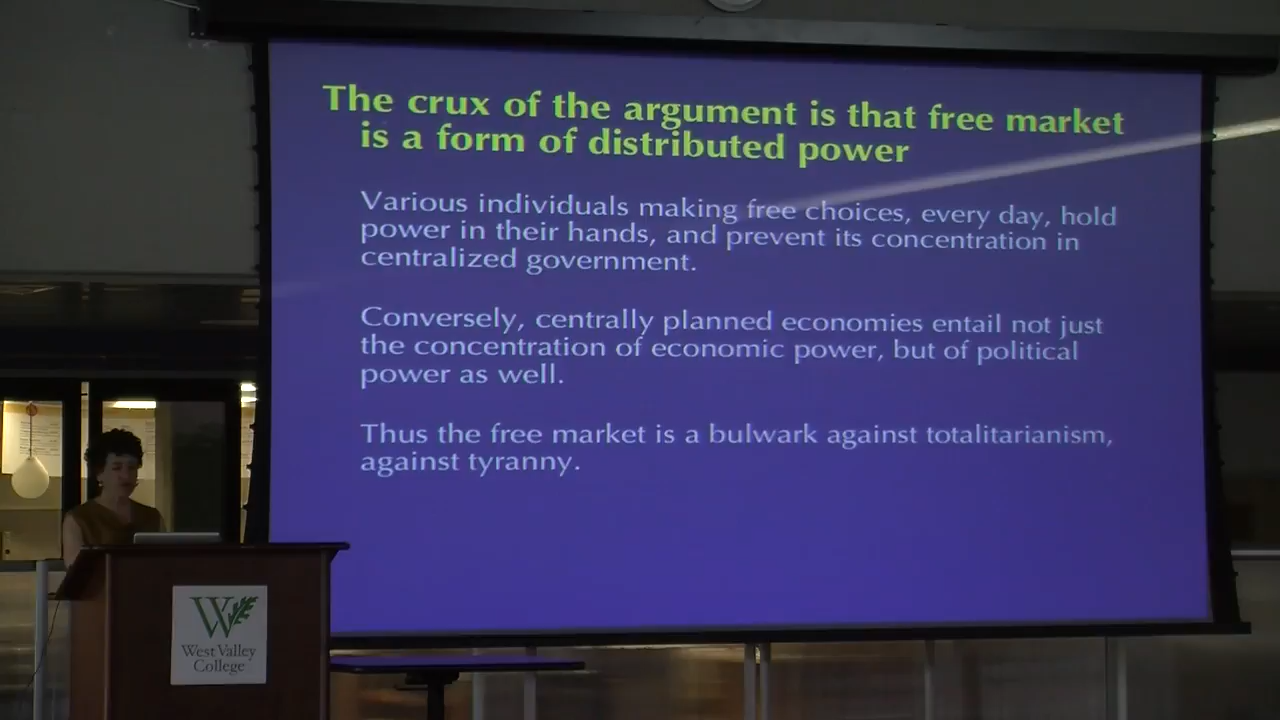 The crux of the argument is that free market
is a form of distributed power
Various individuals making free choices, every day, hold
power in their hands, and prevent its concentration in
centralized government.
Conversely, centrally planned economies entail not just
the concentration of economic power, but of political
power as well.
Thus the free market is a bulwark against totalitarianism,
against tyranny.
W
West Valley
College